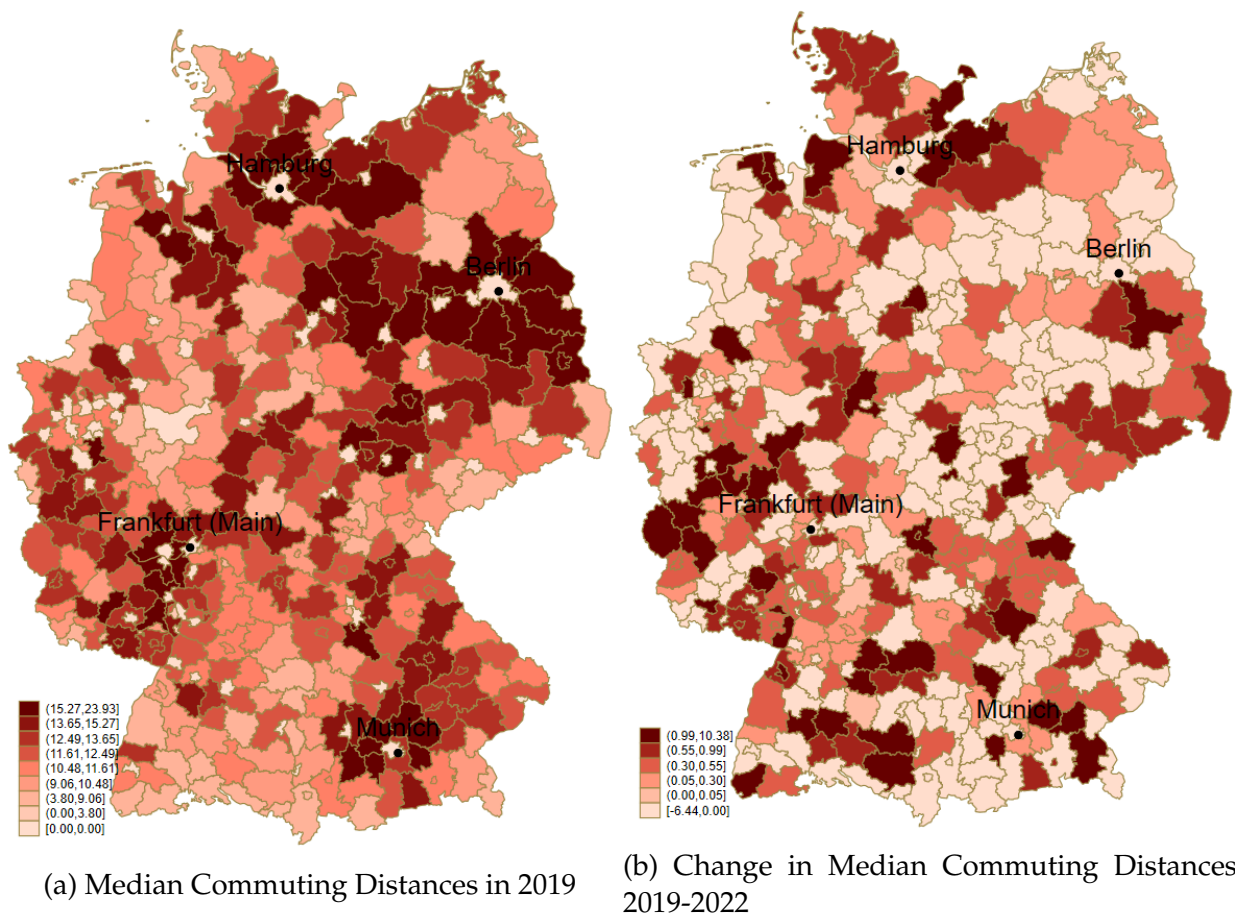 Hamburg
Berlin
Frankfurt (Main)
Munich
(15.27,23.93]
(13.65,15.27]
(12.49,13.65]
(11.61,12.49]
(10.48,11.61]
(9.06,10.48]
(3.80,9.06]
(0.00,3.80]
[0.00,0.00]
(a) Median Commuting Distances in 2019
Hamburg
Berlin
Frankfurt (Main)
Munich
(0.99,10.38]
(0.55,0.99]
(0.30,0.55]
(0.05,0.30]
(0.00,0.05]
[-6.44,0.00]
(b) Change in Median Commuting Distances
2019-2022